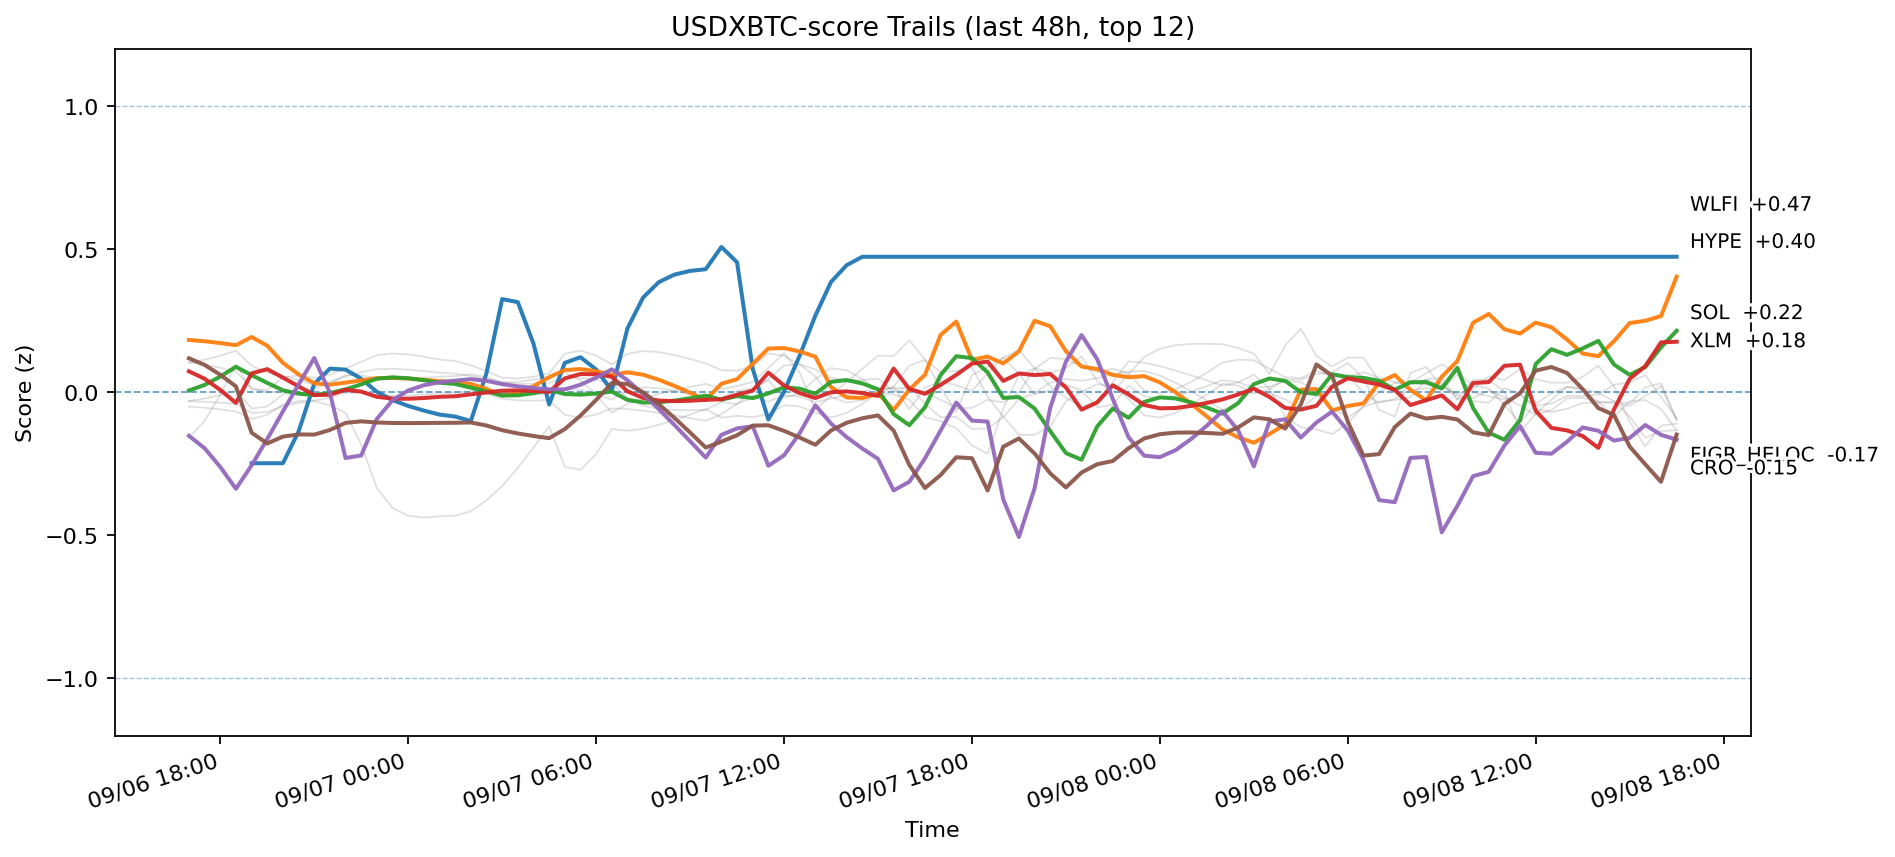 USDXBTC-score Trails (last 48h, top 12)
Score (z)
1.0
0.5
0.0
−0.5
−1.0
WLFI +0.47
HYPE +0.40
SOL +0.22
XLM +0.18
FIGR_HELOC -0.17
CRO -0.15
09/06 18:00
09/07 00:00
09/07 06:00
09/07 12:00
09/07 18:00
09/08 00:00
09/08 06:00
09/08 12:00
09/08 18:00
Time